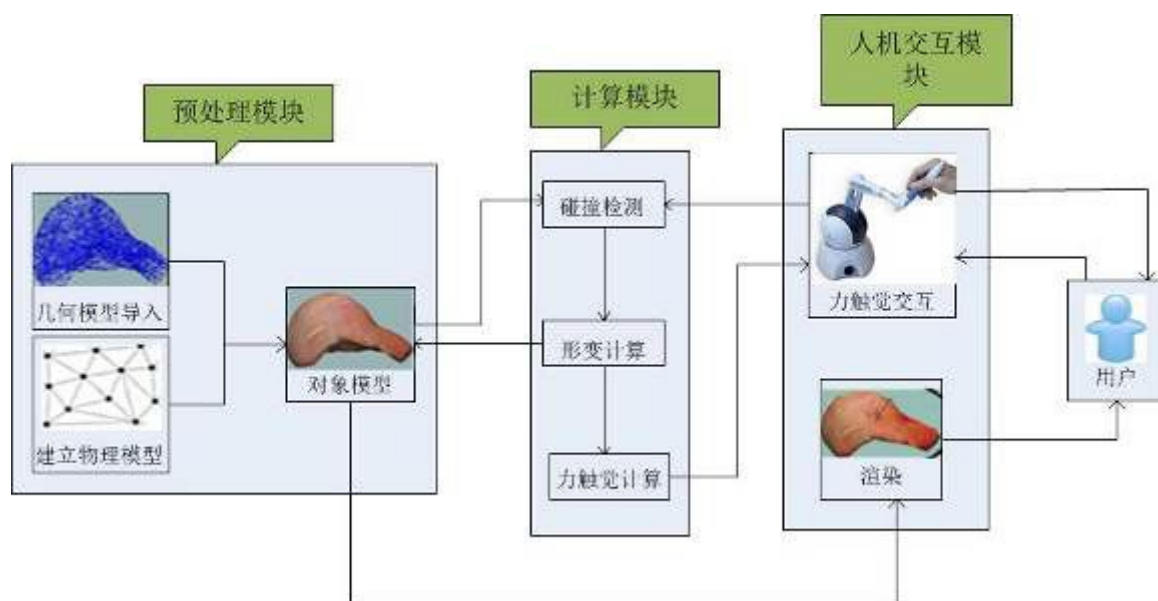 人机交互模
块
预处理模块
计算模块
几何模型导入
建立物理模型
对象模型
碰撞检测
形变计算
力触觉计算
力触觉交互
渲染
用户